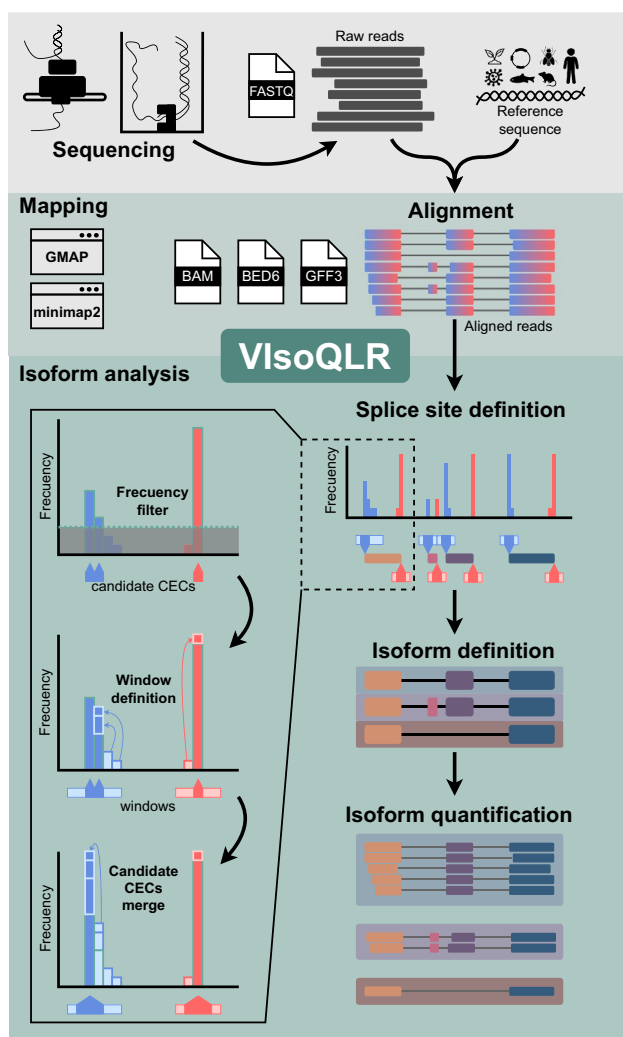 Raw reads
FASTQ
Reference
sequence
Sequencing
Mapping
Alignment
GMAP
minimap2
BAM
BED6
GFF3
Aligned reads
VIsoQLR
Isoform analysis
Splice site definition
Frecuency
Frecuency
filter
candidate CECs
Frecuency
Isoform definition
Frecuency
Window
definition
windows
Isoform quantification
Frecuency
Candidate
CECs
merge